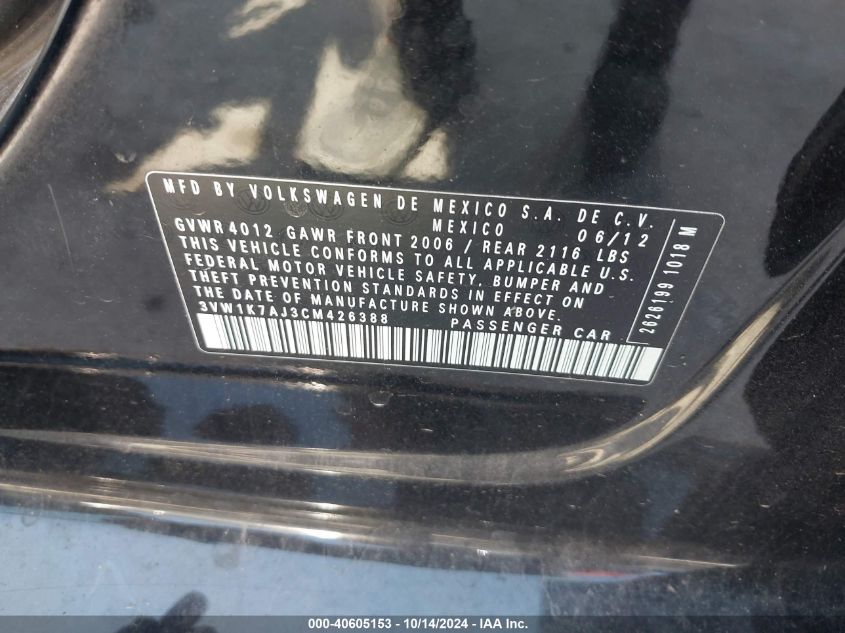 MFD BY VOLKSWAGEN DE MEXICO S.A. DE C.V.
MEXICO 06/12
GVWR 4012 GAWR FRONT 2006 / REAR 2116 LBS
THIS VEHICLE CONFORMS TO ALL APPLICABLE U.S.
FEDERAL MOTOR VEHICLE SAFETY, BUMPER AND
THEFT PREVENTION STANDARDS IN EFFECT ON
THE DATE OF MANUFACTURE SHOWN ABOVE.
3VW1K7AJ3CM426388 PASSENGER CAR
2626199 1018 M
000-40605153 - 10/14/2024 - IAA Inc.